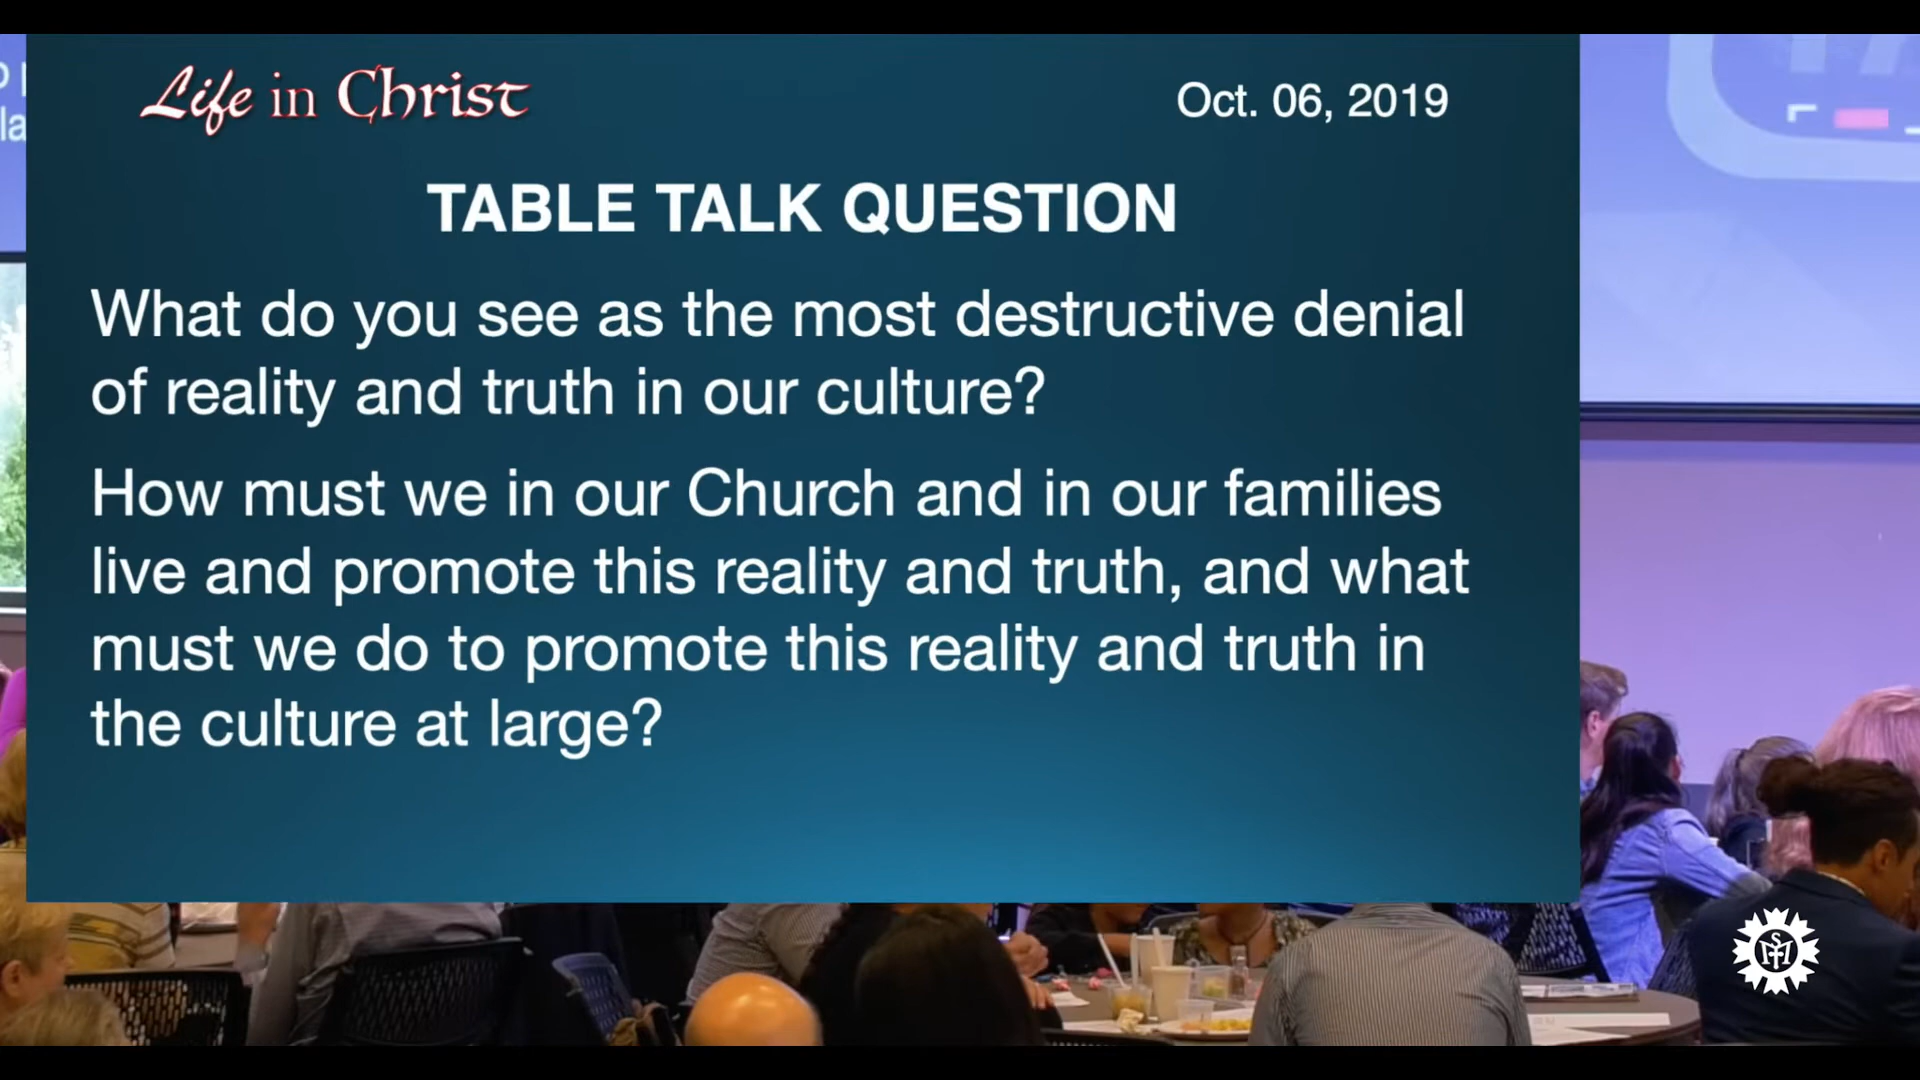 Life in Christ
Oct. 06, 2019
TABLE TALK QUESTION
What do you see as the most destructive denial
of reality and truth in our culture?
How must we in our Church and in our families
live and promote this reality and truth, and what
must we do to promote this reality and truth in
the culture at large?